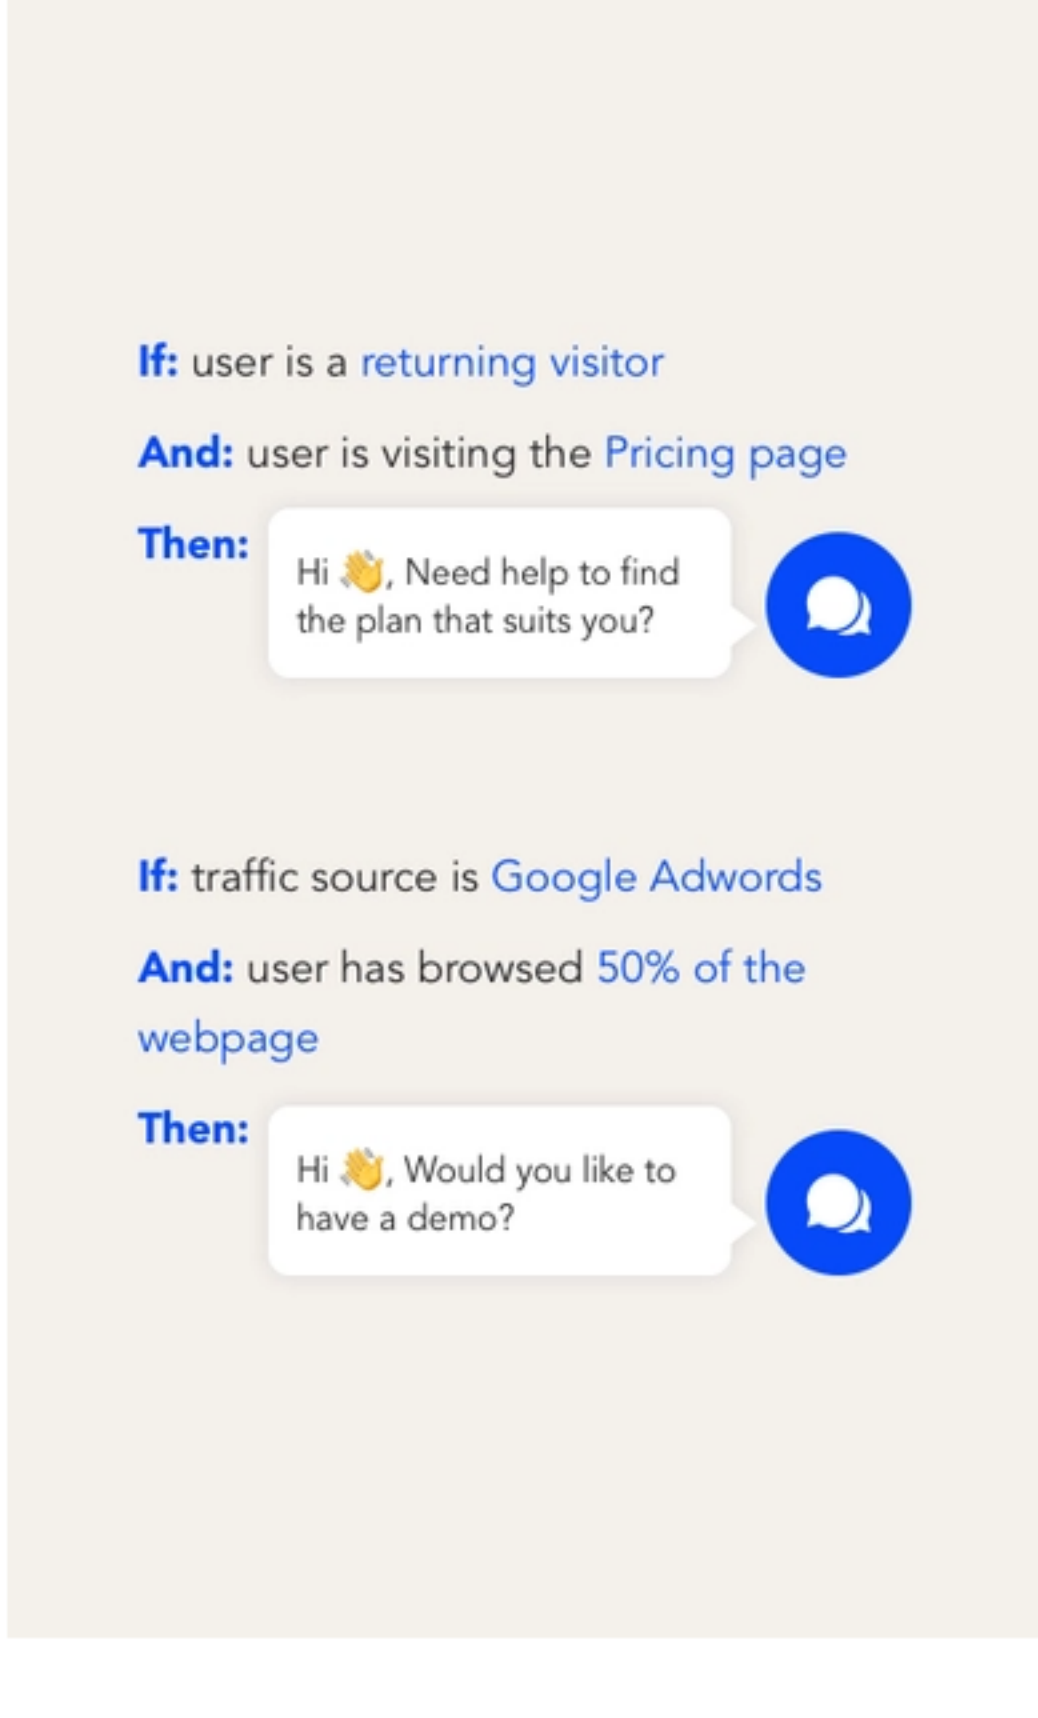 If: user is a returning visitor
And: user is visiting the Pricing page
Then:
Hi 👋, Need help to find
the plan that suits you?
If: traffic source is Google Adwords
And: user has browsed 50% of the
webpage
Then:
Hi 👋, Would you like to
have a demo?